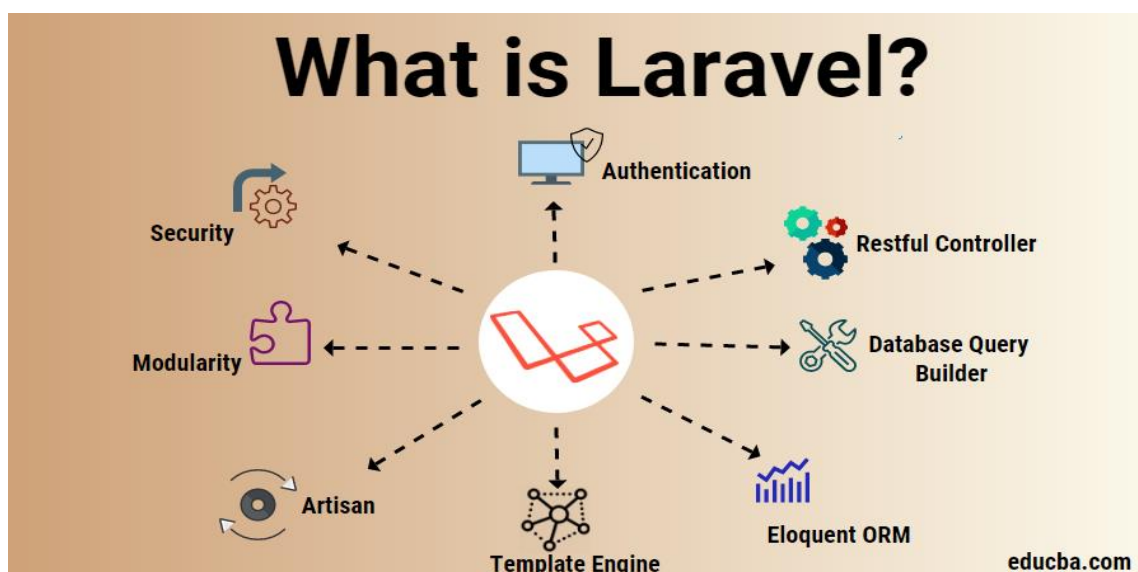 What is Laravel?
Authentication
Security
Restful Controller
Modularity
Database Query
Builder
Artisan
Eloquent ORM
Template Engine
educba.com